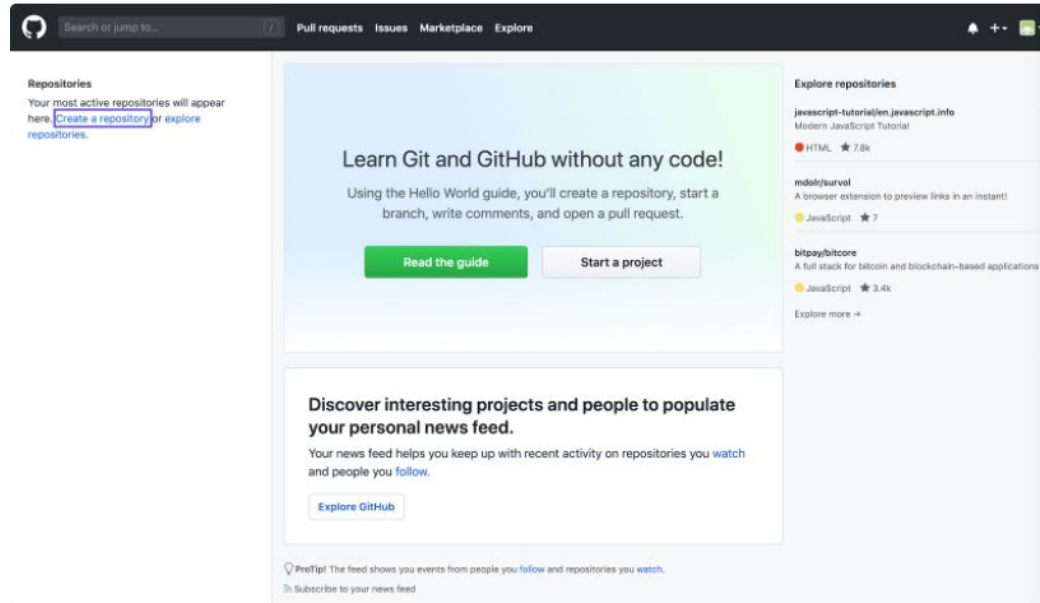 Search or jump to...
/
Pull requests Issues Marketplace Explore
Repositories
Your most active repositories will appear
here. Create a repository or explore
repositories.
Learn Git and GitHub without any code!
Using the Hello World guide, you'll create a repository, start a
branch, write comments, and open a pull request.
Read the guide
Start a project
Discover interesting projects and people to populate
your personal news feed.
Your news feed helps you keep up with recent activity on repositories you watch
and people you follow.
Explore GitHub
ProTip! The feed shows you events from people you follow and repositories you watch.
Subscribe to your news feed
Explore repositories
javascript-tutorial/en.javascript.info
Modern JavaScript Tutorial
HTML ★ 7.8k
mdolr/survol
A browser extension to preview links in an instant!
JavaScript ★ 7
bitpay/bitcore
A full stack for bitcoin and blockchain-based applications
JavaScript ★ 3.4k
Explore more →